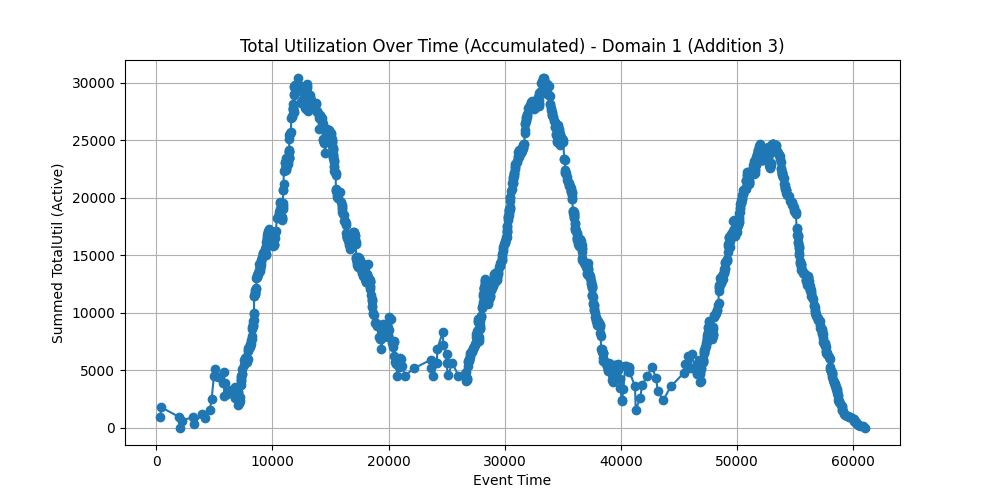 Total Utilization Over Time (Accumulated) - Domain 1 (Addition 3)
30000
25000
20000
15000
10000
5000
0
Summed TotalUtil (Active)
0 10000 20000 30000 40000 50000 60000
Event Time